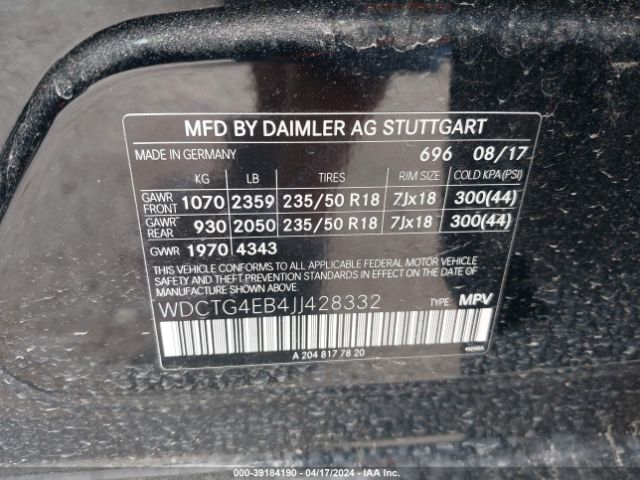 MFD BY DAIMLER AG STUTTGART
MADE IN GERMANY 696 08/17
KG LB TIRES RIM SIZE COLD KPA(PSI)
GAWR FRONT 1070 2359 235/50 R18 7Jx18 300(44)
GAWR REAR 930 2050 235/50 R18 7Jx18 300(44)
GVWR 1970 4343
THIS VEHICLE CONFORMS TO ALL APPLICABLE FEDERAL MOTOR VEHICLE
SAFETY AND THEFT PREVENTION STANDARDS IN EFFECT ON THE DATE OF
MANUFACTURE SHOWN ABOVE.
WDCTG4EB4JJ428332 TYPE: MPV
A 204 817 78 20
000-39184190 - 04/17/2024 - IAA Inc.